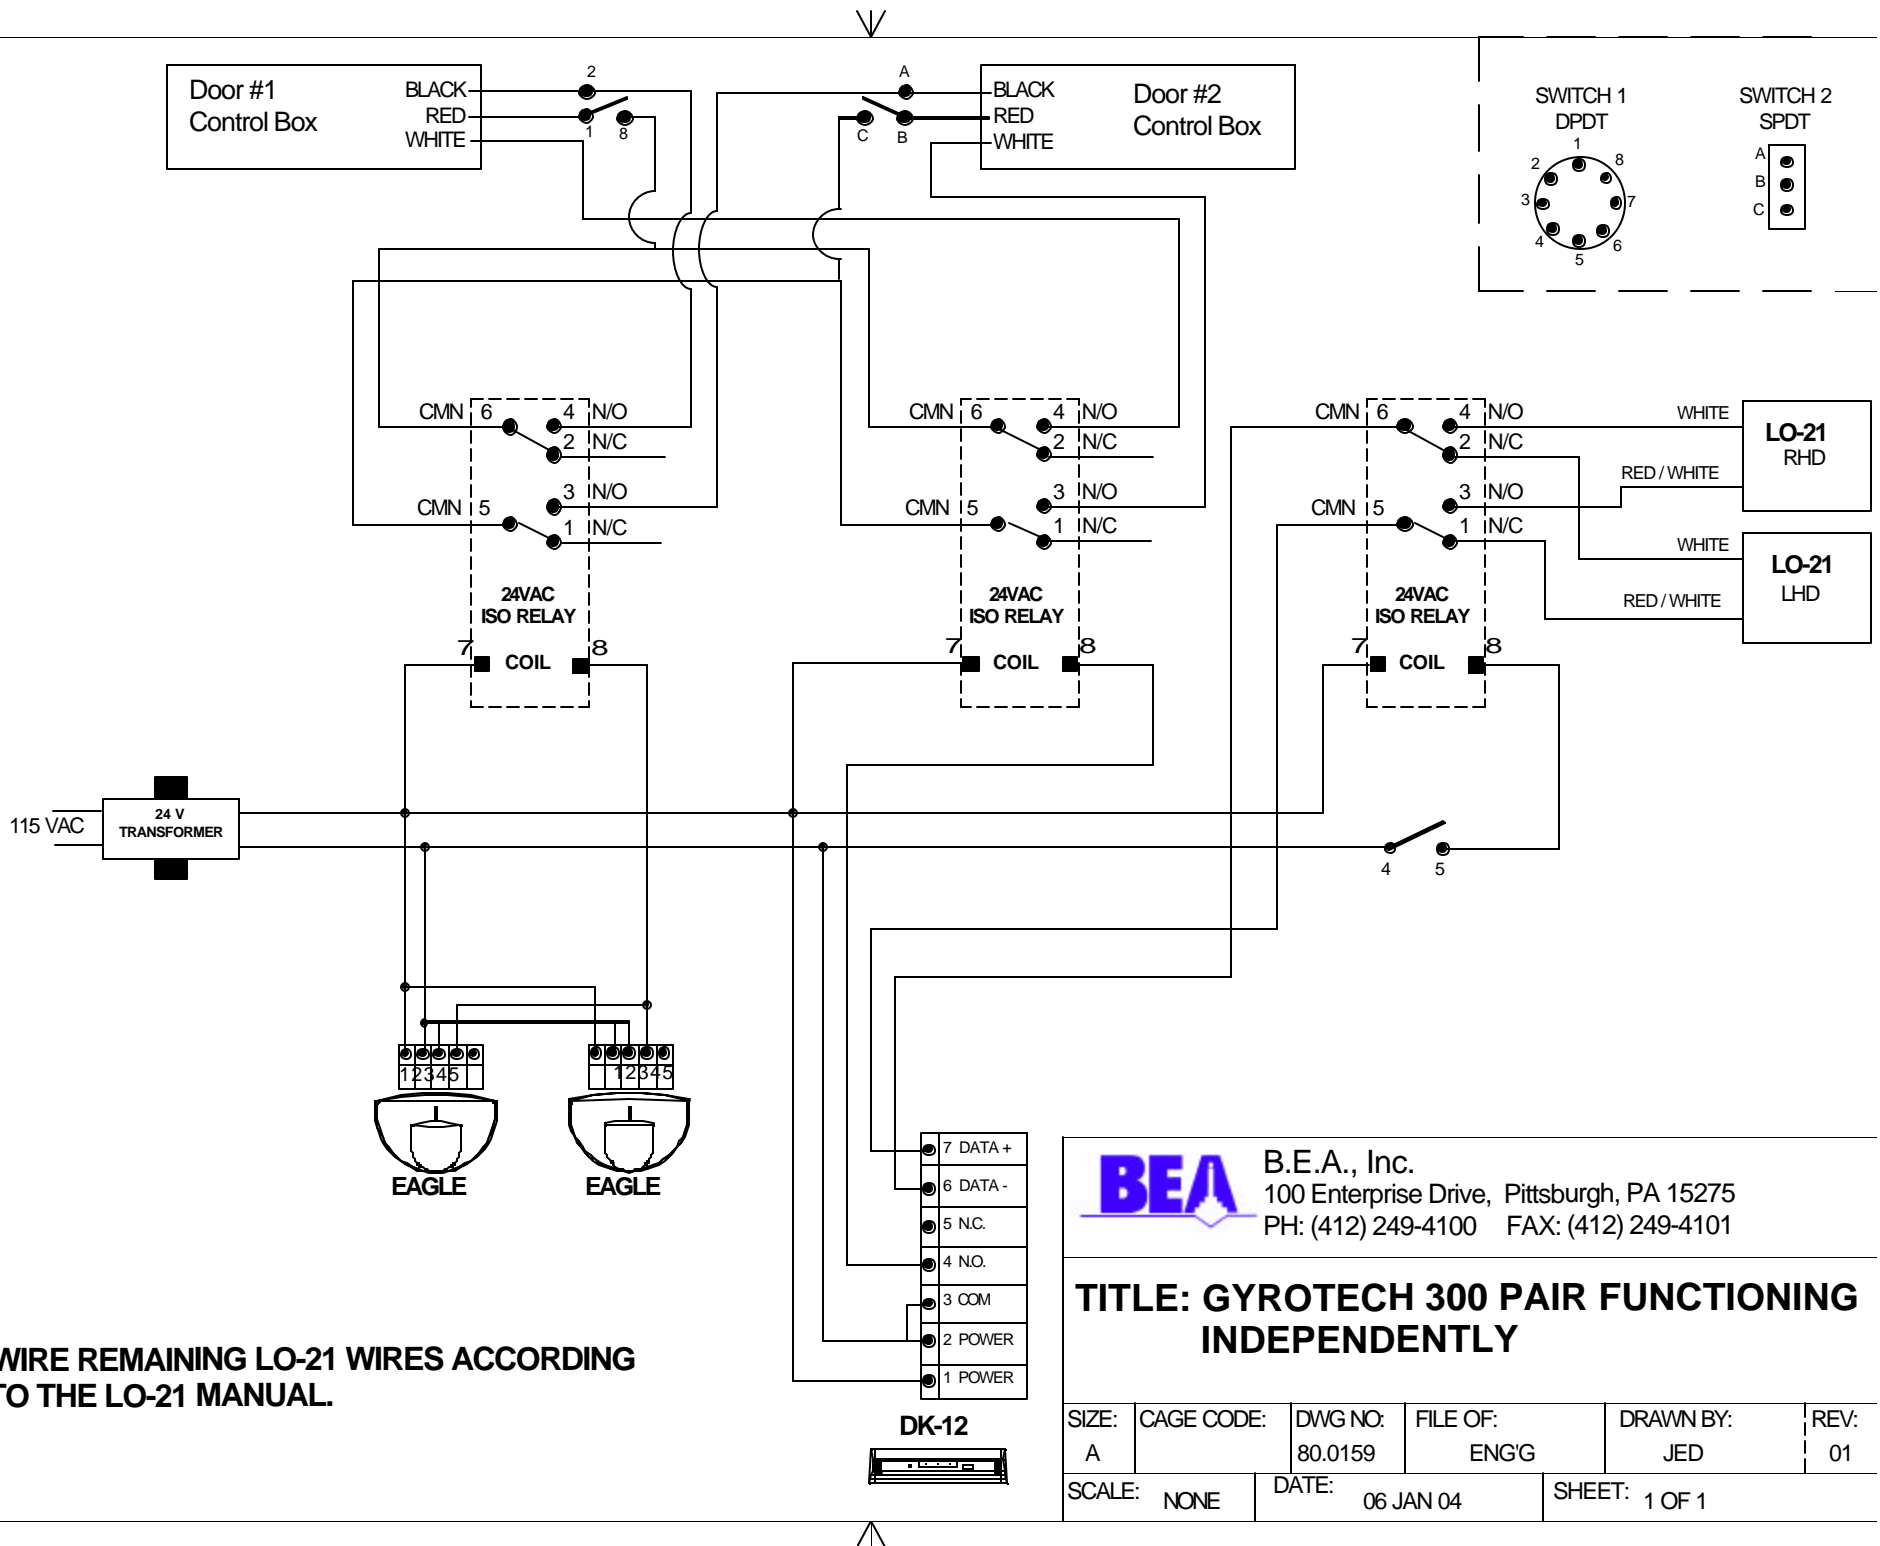 Door #1
Control Box
BLACK
RED
WHITE
2
1
8
A
C
B
BLACK
RED
WHITE
Door #2
Control Box
SWITCH 1
DPDT
1
2
8
3
7
4
6
5
SWITCH 2
SPDT
A
B
C
CMN 6 4 N/O
2 N/C
3 N/O
CMN 5
1 N/C
24VAC
ISO RELAY
7 COIL 8
CMN 6 4 N/O
2 N/C
3 N/O
CMN 5
1 N/C
24VAC
ISO RELAY
7 COIL 8
CMN 6 4 N/O
2 N/C
3 N/O
CMN 5
1 N/C
24VAC
ISO RELAY
7 COIL 8
WHITE
RED / WHITE
LO-21
RHD
WHITE
RED / WHITE
LO-21
LHD
115 VAC
24 V
TRANSFORMER
4 5
12345
EAGLE
12345
EAGLE
7 DATA +
6 DATA -
5 N.C.
4 N.O.
3 COM
2 POWER
1 POWER
DK-12
WIRE REMAINING LO-21 WIRES ACCORDING
TO THE LO-21 MANUAL.
BEA
B.E.A., Inc.
100 Enterprise Drive, Pittsburgh, PA 15275
PH: (412) 249-4100 FAX: (412) 249-4101
TITLE: GYROTECH 300 PAIR FUNCTIONING
INDEPENDENTLY
SIZE: CAGE CODE: DWG NO: FILE OF: DRAWN BY: REV:
A 80.0159 ENG'G JED 01
SCALE: NONE DATE: 06 JAN 04 SHEET: 1 OF 1